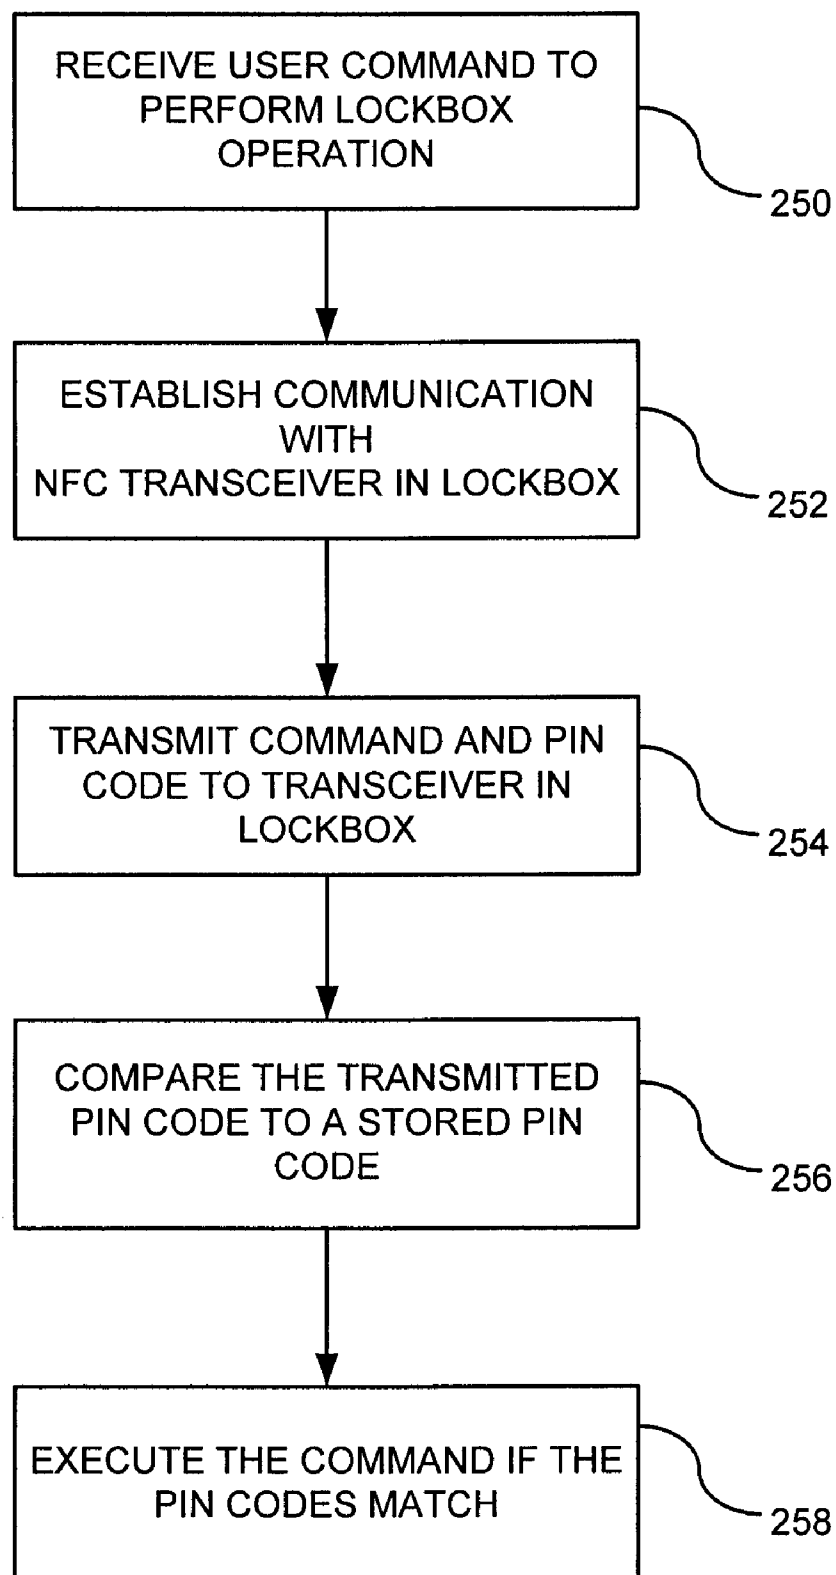 RECEIVE USER COMMAND TO
PERFORM LOCKBOX
OPERATION
250
ESTABLISH COMMUNICATION
WITH
NFC TRANSCEIVER IN LOCKBOX
252
TRANSMIT COMMAND AND PIN
CODE TO TRANSCEIVER IN
LOCKBOX
254
COMPARE THE TRANSMITTED
PIN CODE TO A STORED PIN
CODE
256
EXECUTE THE COMMAND IF THE
PIN CODES MATCH
258